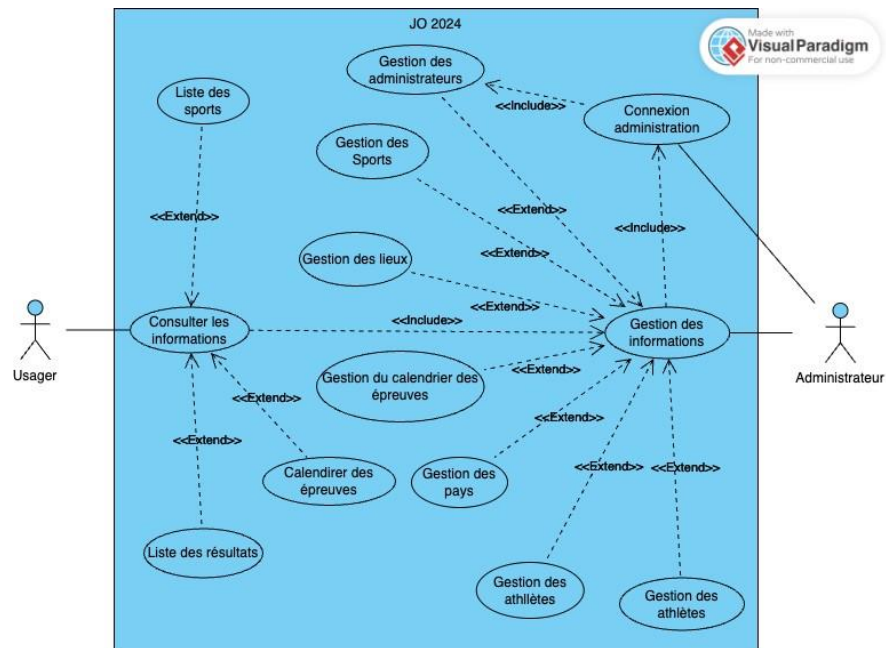 JO 2024
Made with
Visual Paradigm
For non-commercial use
Gestion des
administrateurs
Liste des
sports
<<Include>>
Connexion
administration
Gestion des
Sports
<<Extend>>
<<Extend>>
<<Include>>
<<Extend>>
Gestion des lieux
<<Extend>>
Consulter les
informations
<<Include>>
Gestion des
informations
Usager
Administrateur
Gestion du calendrier des
épreuves
<<Extend>>
<<Extend>>
<<Extend>>
<<Extend>>
Calendirer des
épreuves
Gestion des
pays
<<Extend>>
<<Extend>>
Liste des résultats
Gestion des
athllètes
Gestion des
athlètes